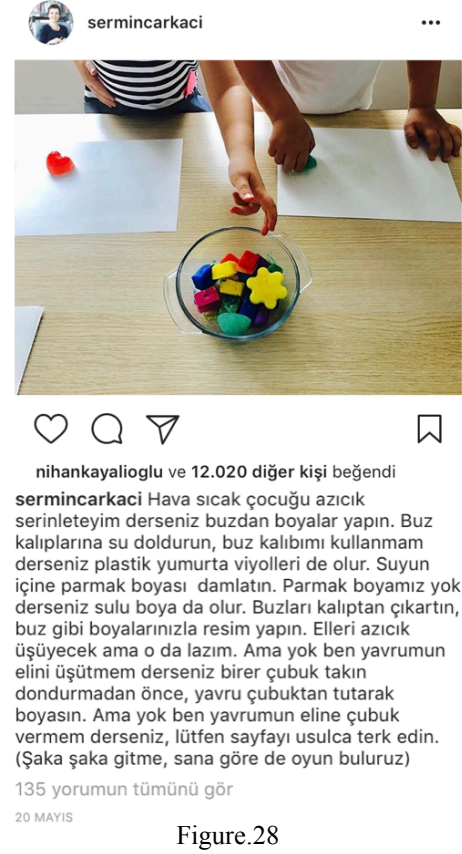 sermincarkaci
nihankayalioglu ve 12.020 diğer kişi beğendi
sermincarkaci Hava sıcak çocuğu azıcık
serinleteyim derseniz buzdan boyalar yapın. Buz
kalıplarına su doldurun, buz kalıbımı kullanmam
derseniz plastik yumurta viyolleri de olur. Suyun
içine parmak boyası  damlatın. Parmak boyamız yok
derseniz sulu boya da olur. Buzları kalıptan çıkartın,
buz gibi boyalarınızla resim yapın. Elleri azıcık
üşüyecek ama o da lazım. Ama yok ben yavrumun
elini üşütmem derseniz birer çubuk takın
dondurmadan önce, yavru çubuktan tutarak
boyasın. Ama yok ben yavrumun eline çubuk
vermem derseniz, lütfen sayfayı usulca terk edin.
(Şaka şaka gitme, sana göre de oyun buluruz)
135 yorumun tümünü gör
20 MAYIS
Figure.28